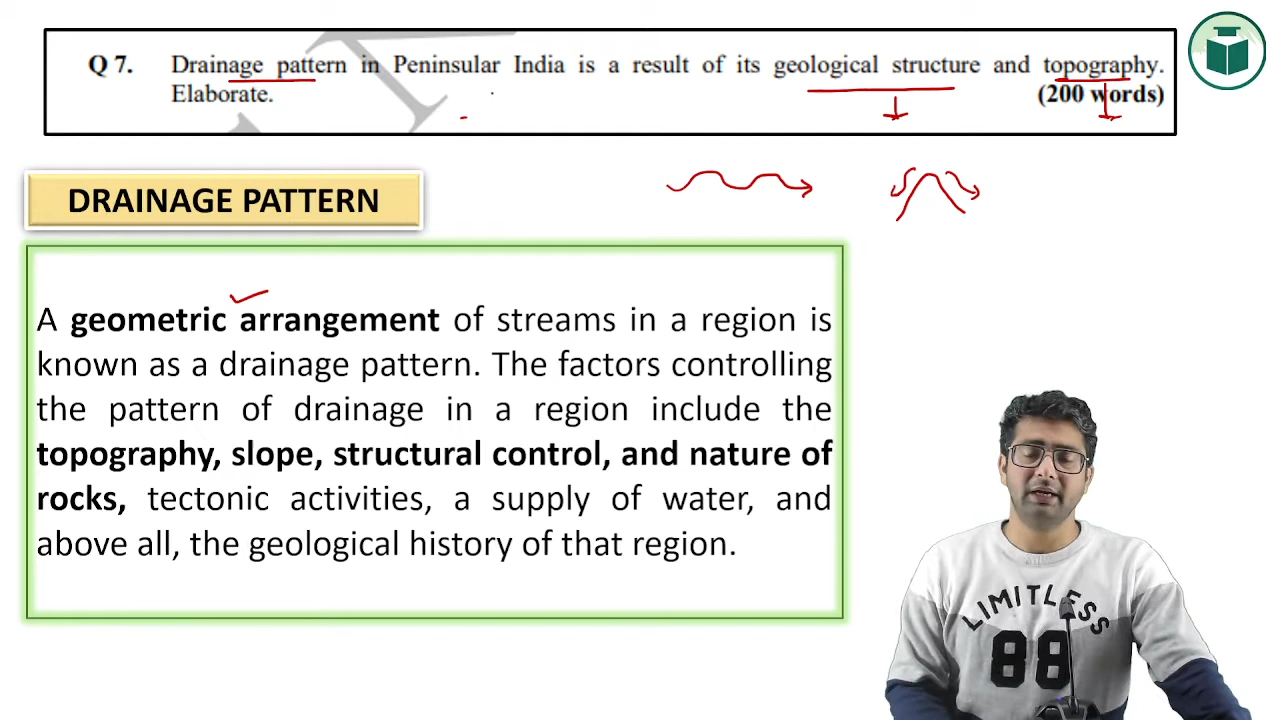 Q 7. Drainage pattern in Peninsular India is a result of its geological structure and topography.
Elaborate. (200 words)
DRAINAGE PATTERN
A geometric arrangement of streams in a region is
known as a drainage pattern. The factors controlling
the pattern of drainage in a region include the
topography, slope, structural control, and nature of
rocks, tectonic activities, a supply of water, and
above all, the geological history of that region.
LIMITLESS
88